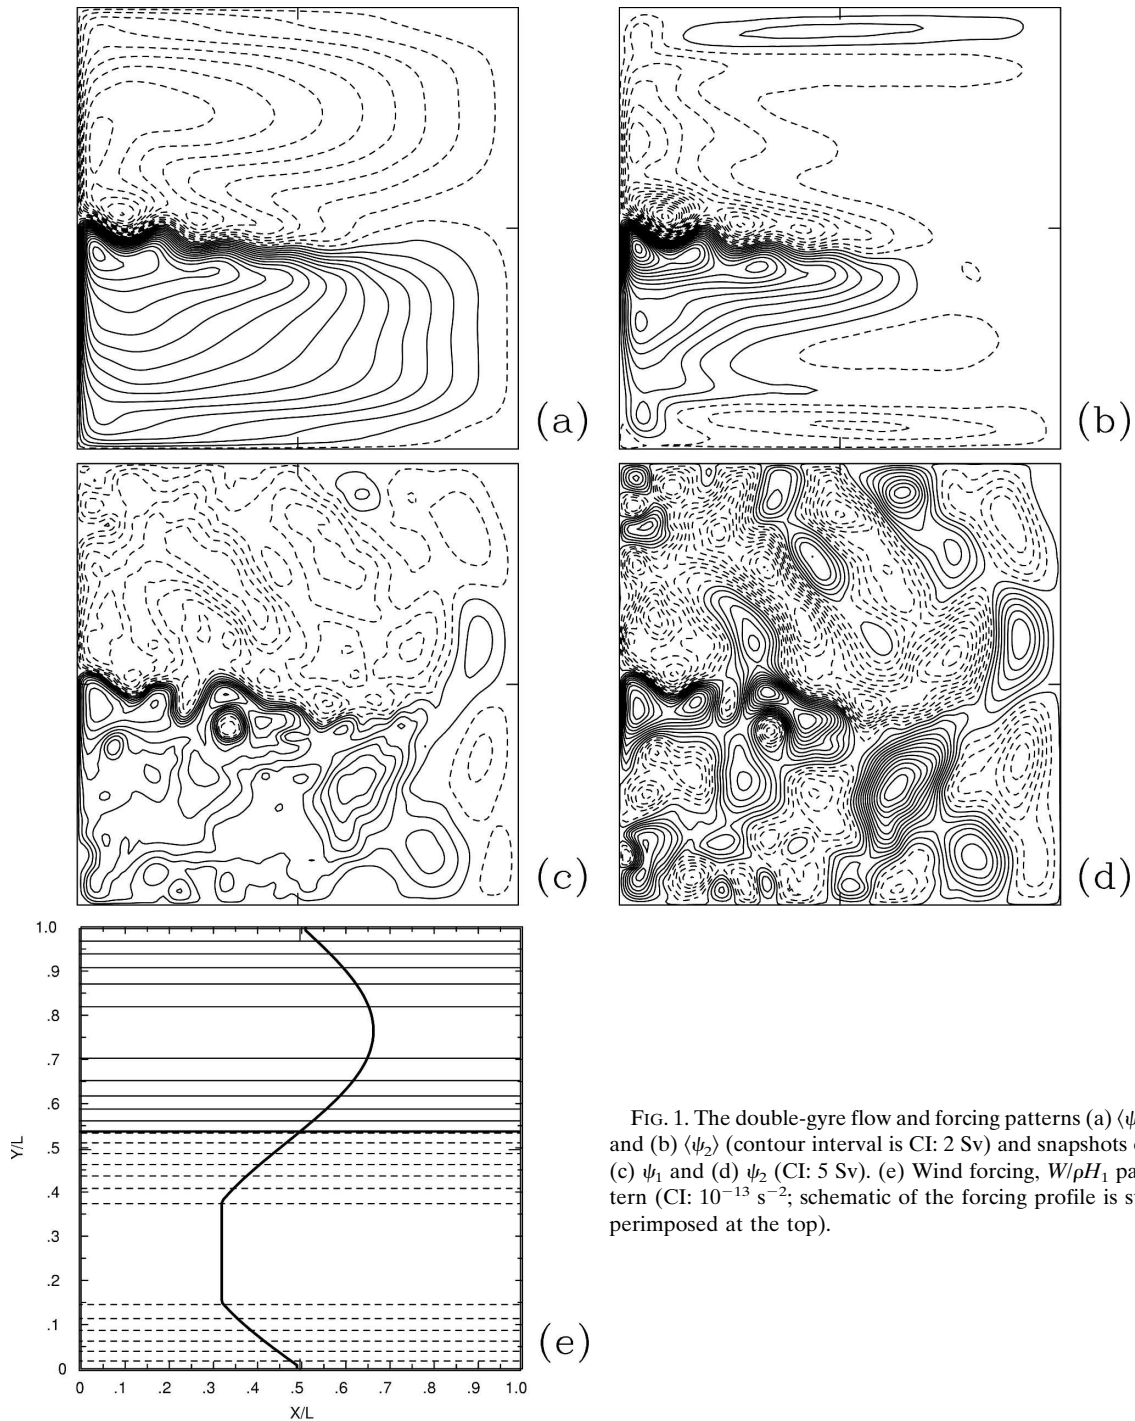 (a)
(b)
(c)
(d)
1.0
.9
.8
.7
.6
.5
.4
.3
.2
.1
0
Y/L
0 .1 .2 .3 .4 .5 .6 .7 .8 .9 1.0
X/L
(e)
FIG. 1. The double-gyre flow and forcing patterns (a) ⟨ψ
and (b) ⟨ψ₂⟩ (contour interval is CI: 2 Sv) and snapshots
(c) ψ₁ and (d) ψ₂ (CI: 5 Sv). (e) Wind forcing, W/ρH₁ pa
tern (CI: 10⁻¹³ s⁻²; schematic of the forcing profile is s
perimposed at the top).